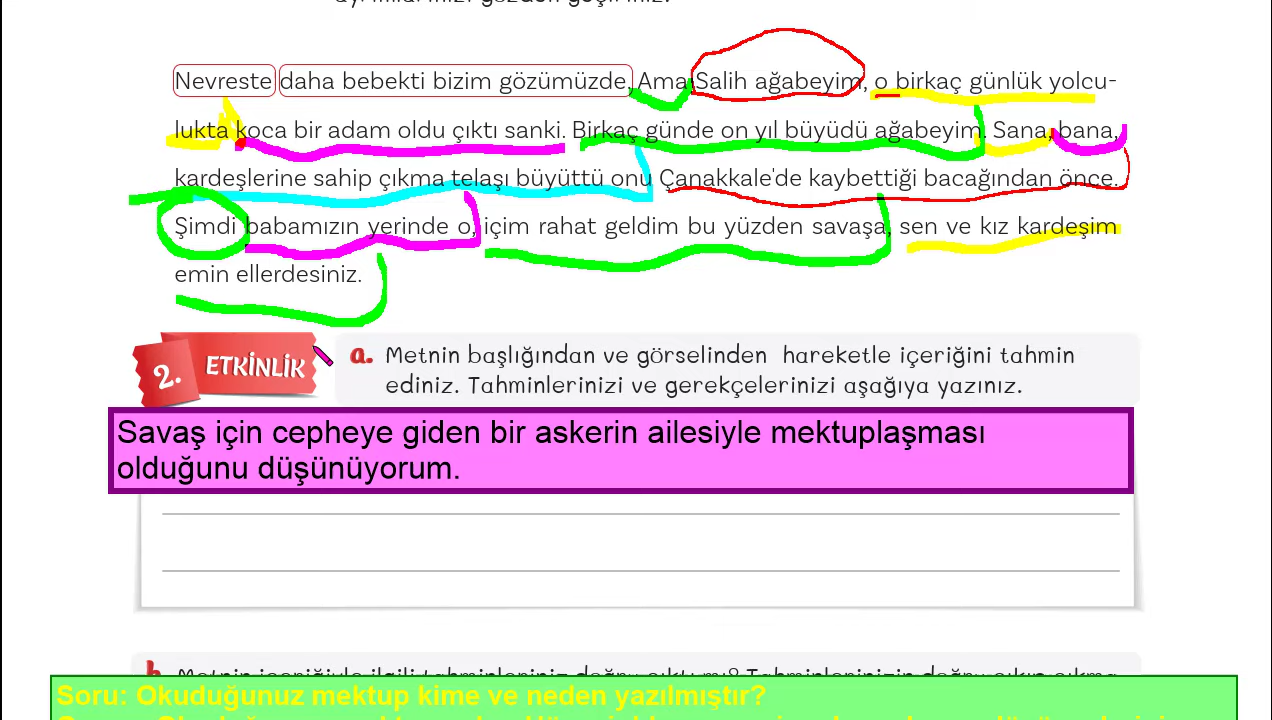 Nevreste daha bebekti bizim gözümüzde, Ama Salih ağabeyim, o birkaç günlük yolcu-
lukta koca bir adam oldu çıktı sanki. Birkaç günde on yıl büyüdü ağabeyim. Sana, bana,
kardeşlerine sahip çıkma telaşı büyüttü onu Çanakkale'de kaybettiği bacağından önce.
Şimdi babamızın yerinde o, içim rahat geldim bu yüzden savaşa, sen ve kız kardeşim
emin ellerdesiniz.
2. ETKİNLİK
a. Metnin başlığından ve görselinden hareketle içeriğini tahmin
ediniz. Tahminlerinizi ve gerekçelerinizi aşağıya yazınız.
Savaş için cepheye giden bir askerin ailesiyle mektuplaşması
olduğunu düşünüyorum.
Soru: Okuduğunuz mektup kime ve neden yazılmıştır?